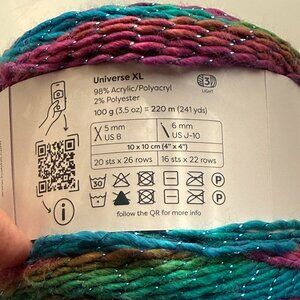 Universe XL
98% Acrylic/Polyacryl
2% Polyester
100 g (3.5 oz) = 220 m (241 yds)
3
LIGHT
5 mm
US 8
6 mm
US J-10
10 x 10 cm (4" x 4")
20 sts x 26 rows
16 sts x 22 rows
30
P
P
follow the QR for more info